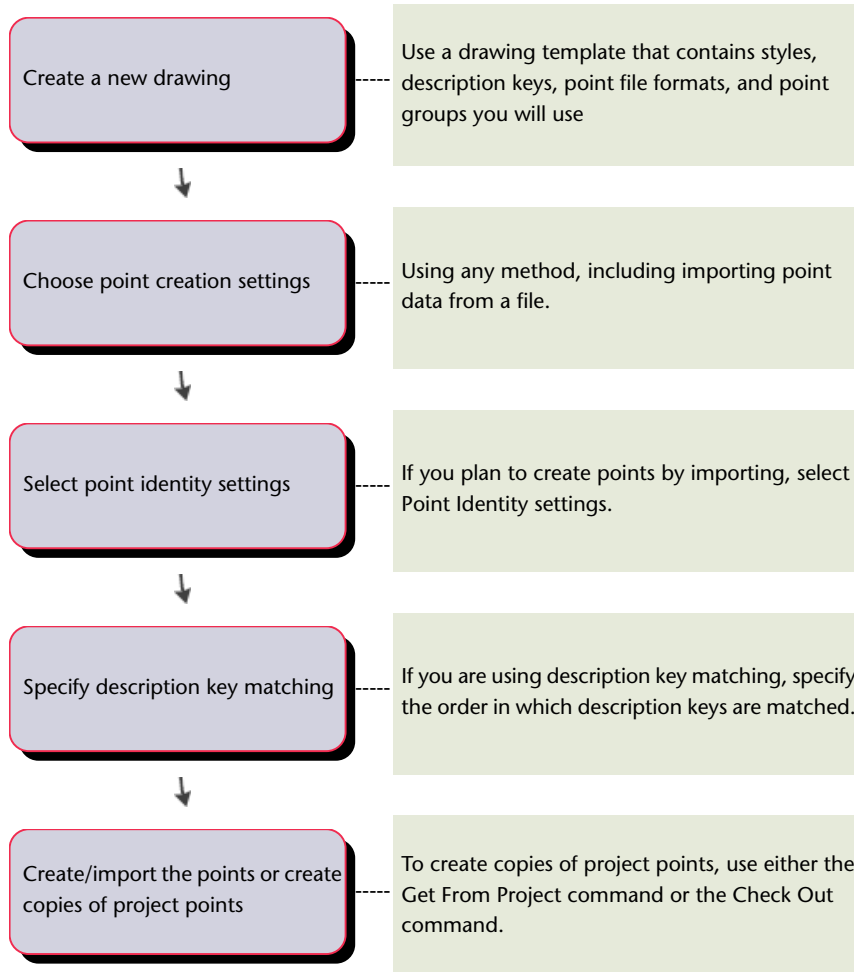 Create a new drawing
Use a drawing template that contains styles,
description keys, point file formats, and point
groups you will use
Choose point creation settings
Using any method, including importing point
data from a file.
Select point identity settings
If you plan to create points by importing, select
Point Identity settings.
Specify description key matching
If you are using description key matching, specify
the order in which description keys are matched.
Create/import the points or create
copies of project points
To create copies of project points, use either the
Get From Project command or the Check Out
command.